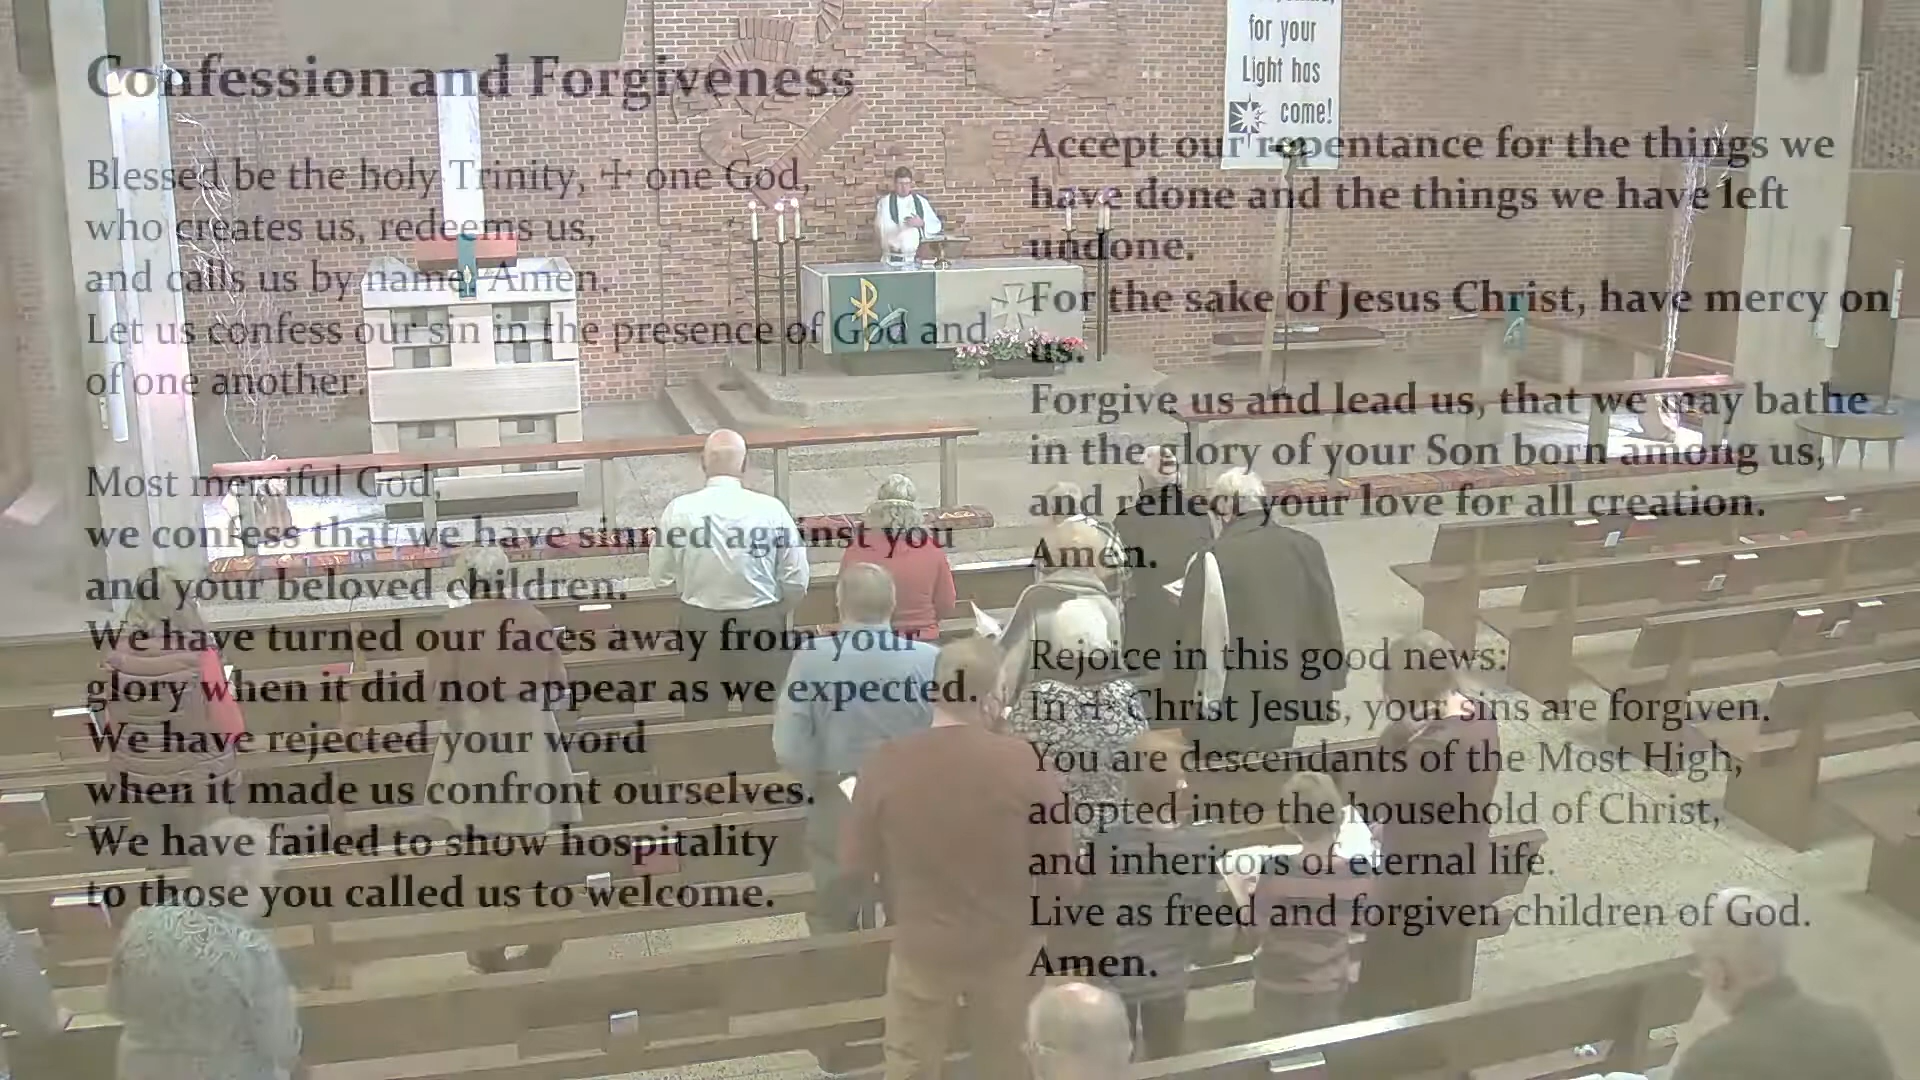 Confession and Forgiveness
Blessed be the holy Trinity, ☩ one God,
who creates us, redeems us,
and calls us by name. Amen.
Let us confess our sin in the presence of God and
of one another.
Most merciful God,
we confess that we have sinned against you
and your beloved children.
We have turned our faces away from your
glory when it did not appear as we expected.
We have rejected your word
when it made us confront ourselves.
We have failed to show hospitality
to those you called us to welcome.
for your
Light has
come!
Accept our repentance for the things we
have done and the things we have left
undone.
For the sake of Jesus Christ, have mercy on
us.
Forgive us and lead us, that we may bathe
in the glory of your Son born among us,
and reflect your love for all creation.
Amen.
Rejoice in this good news:
In ☩ Christ Jesus, your sins are forgiven.
You are descendants of the Most High,
adopted into the household of Christ,
and inheritors of eternal life.
Live as freed and forgiven children of God.
Amen.